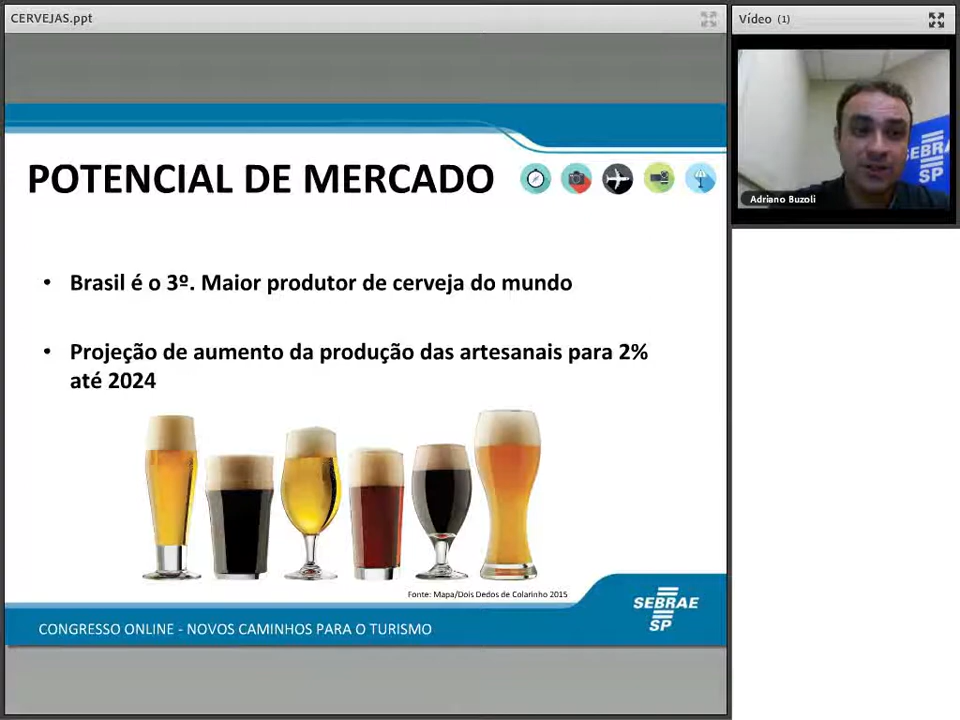 CERVEJAS.ppt
Vídeo (1)
POTENCIAL DE MERCADO
SEBRA
SP
Adriano Buzoli
• Brasil é o 3º. Maior produtor de cerveja do mundo
• Projeção de aumento da produção das artesanais para 2%
até 2024
Fonte: Mapa/Dois Dedos de Colarinho 2015
SEBRAE
SP
CONGRESSO ONLINE - NOVOS CAMINHOS PARA O TURISMO